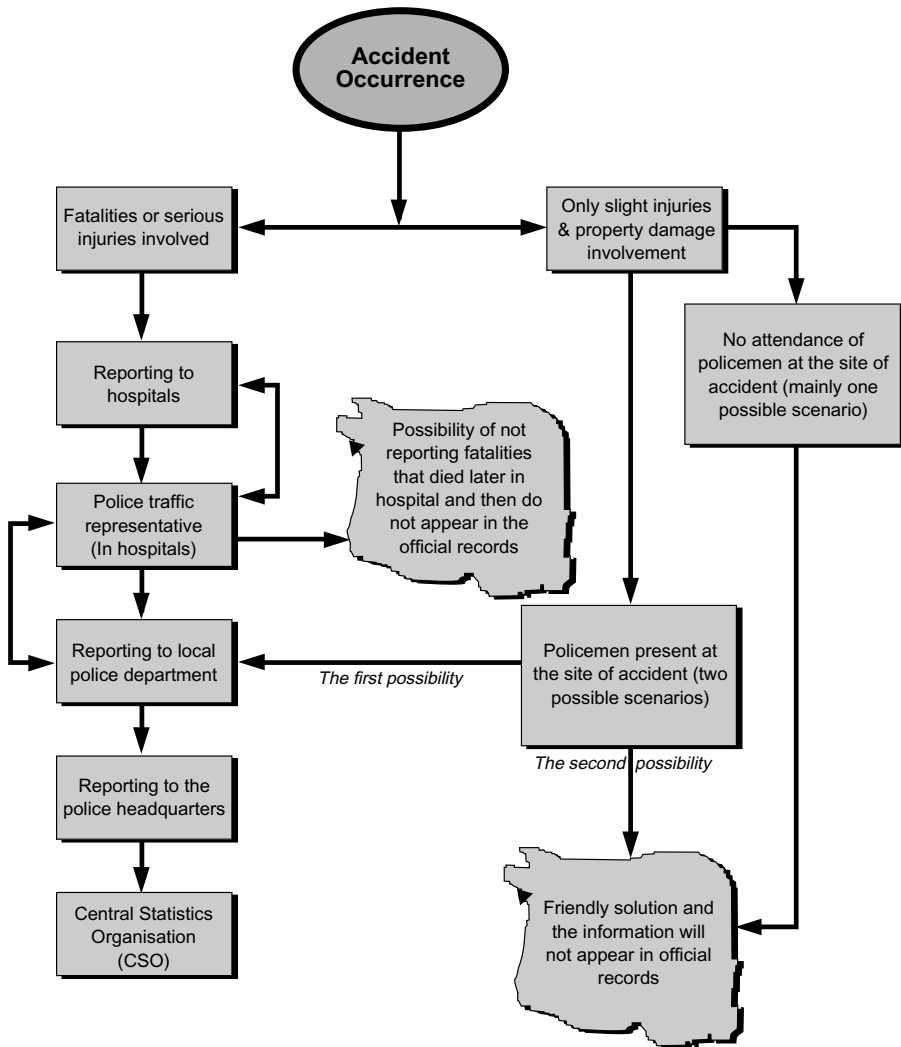 Accident
Occurrence
Fatalities or serious
injuries involved
Only slight injuries
& property damage
involvement
No attendance of
policemen at the site of
accident (mainly one
possible scenario)
Reporting to
hospitals
Possibility of not
reporting fatalities
that died later in
hospital and then do
not appear in the
official records
Police traffic
representative
(In hospitals)
Reporting to local
police department
The first possibility
Policemen present at
the site of accident (two
possible scenarios)
The second possibility
Reporting to the
police headquarters
Central Statistics
Organisation
(CSO)
Friendly solution and
the information will
not appear in official
records